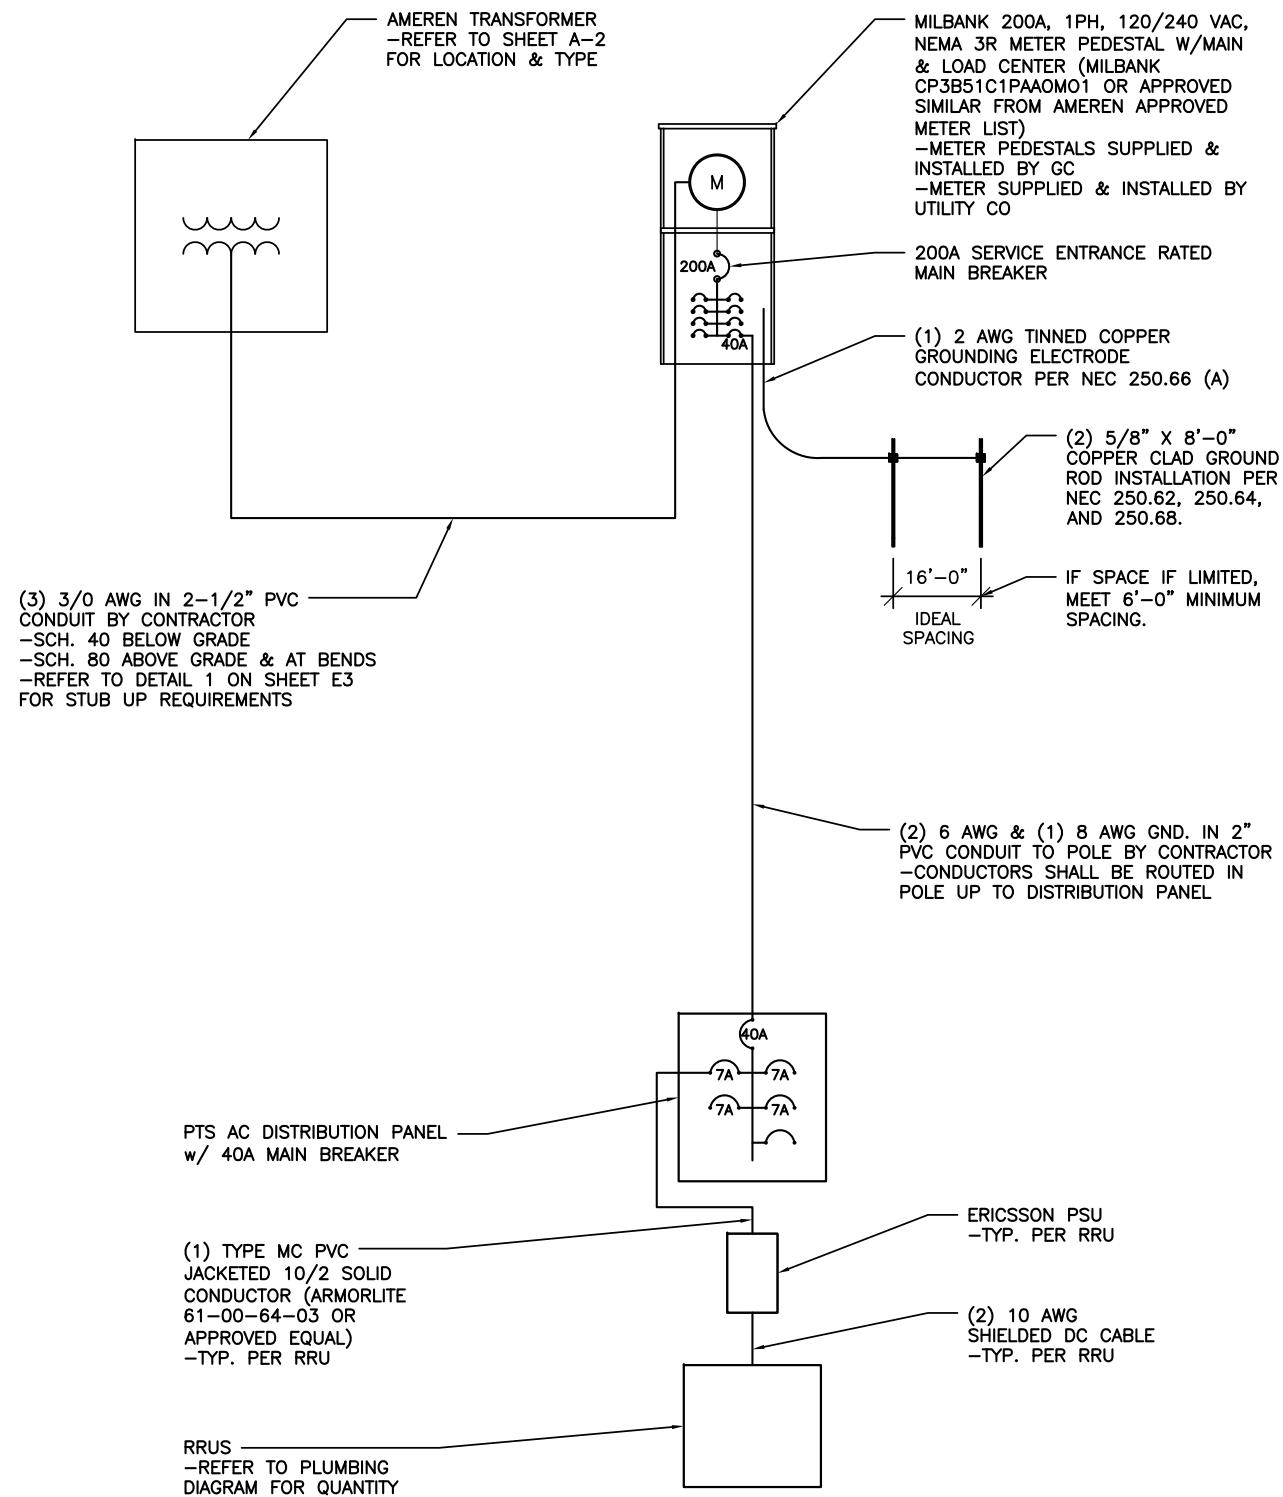 AMEREN TRANSFORMER
-REFER TO SHEET A-2
FOR LOCATION & TYPE
MILBANK 200A, 1PH, 120/240 VAC,
NEMA 3R METER PEDESTAL W/MAIN
& LOAD CENTER (MILBANK
CP3B51C1PAAOMO1 OR APPROVED
SIMILAR FROM AMEREN APPROVED
METER LIST)
-METER PEDESTALS SUPPLIED &
INSTALLED BY GC
-METER SUPPLIED & INSTALLED BY
UTILITY CO
M
200A
40A
200A SERVICE ENTRANCE RATED
MAIN BREAKER
(1) 2 AWG TINNED COPPER
GROUNDING ELECTRODE
CONDUCTOR PER NEC 250.66 (A)
(2) 5/8" X 8'-0"
COPPER CLAD GROUND
ROD INSTALLATION PER
NEC 250.62, 250.64,
AND 250.68.
16'-0"
IDEAL
SPACING
IF SPACE IF LIMITED,
MEET 6'-0" MINIMUM
SPACING.
(3) 3/0 AWG IN 2-1/2" PVC
CONDUIT BY CONTRACTOR
-SCH. 40 BELOW GRADE
-SCH. 80 ABOVE GRADE & AT BENDS
-REFER TO DETAIL 1 ON SHEET E3
FOR STUB UP REQUIREMENTS
(2) 6 AWG & (1) 8 AWG GND. IN 2"
PVC CONDUIT TO POLE BY CONTRACTOR
-CONDUCTORS SHALL BE ROUTED IN
POLE UP TO DISTRIBUTION PANEL
40A
7A 7A
7A 7A
PTS AC DISTRIBUTION PANEL
w/ 40A MAIN BREAKER
(1) TYPE MC PVC
JACKETED 10/2 SOLID
CONDUCTOR (ARMORLITE
61-00-64-03 OR
APPROVED EQUAL)
-TYP. PER RRU
ERICSSON PSU
-TYP. PER RRU
(2) 10 AWG
SHIELDED DC CABLE
-TYP. PER RRU
RRUS
-REFER TO PLUMBING
DIAGRAM FOR QUANTITY